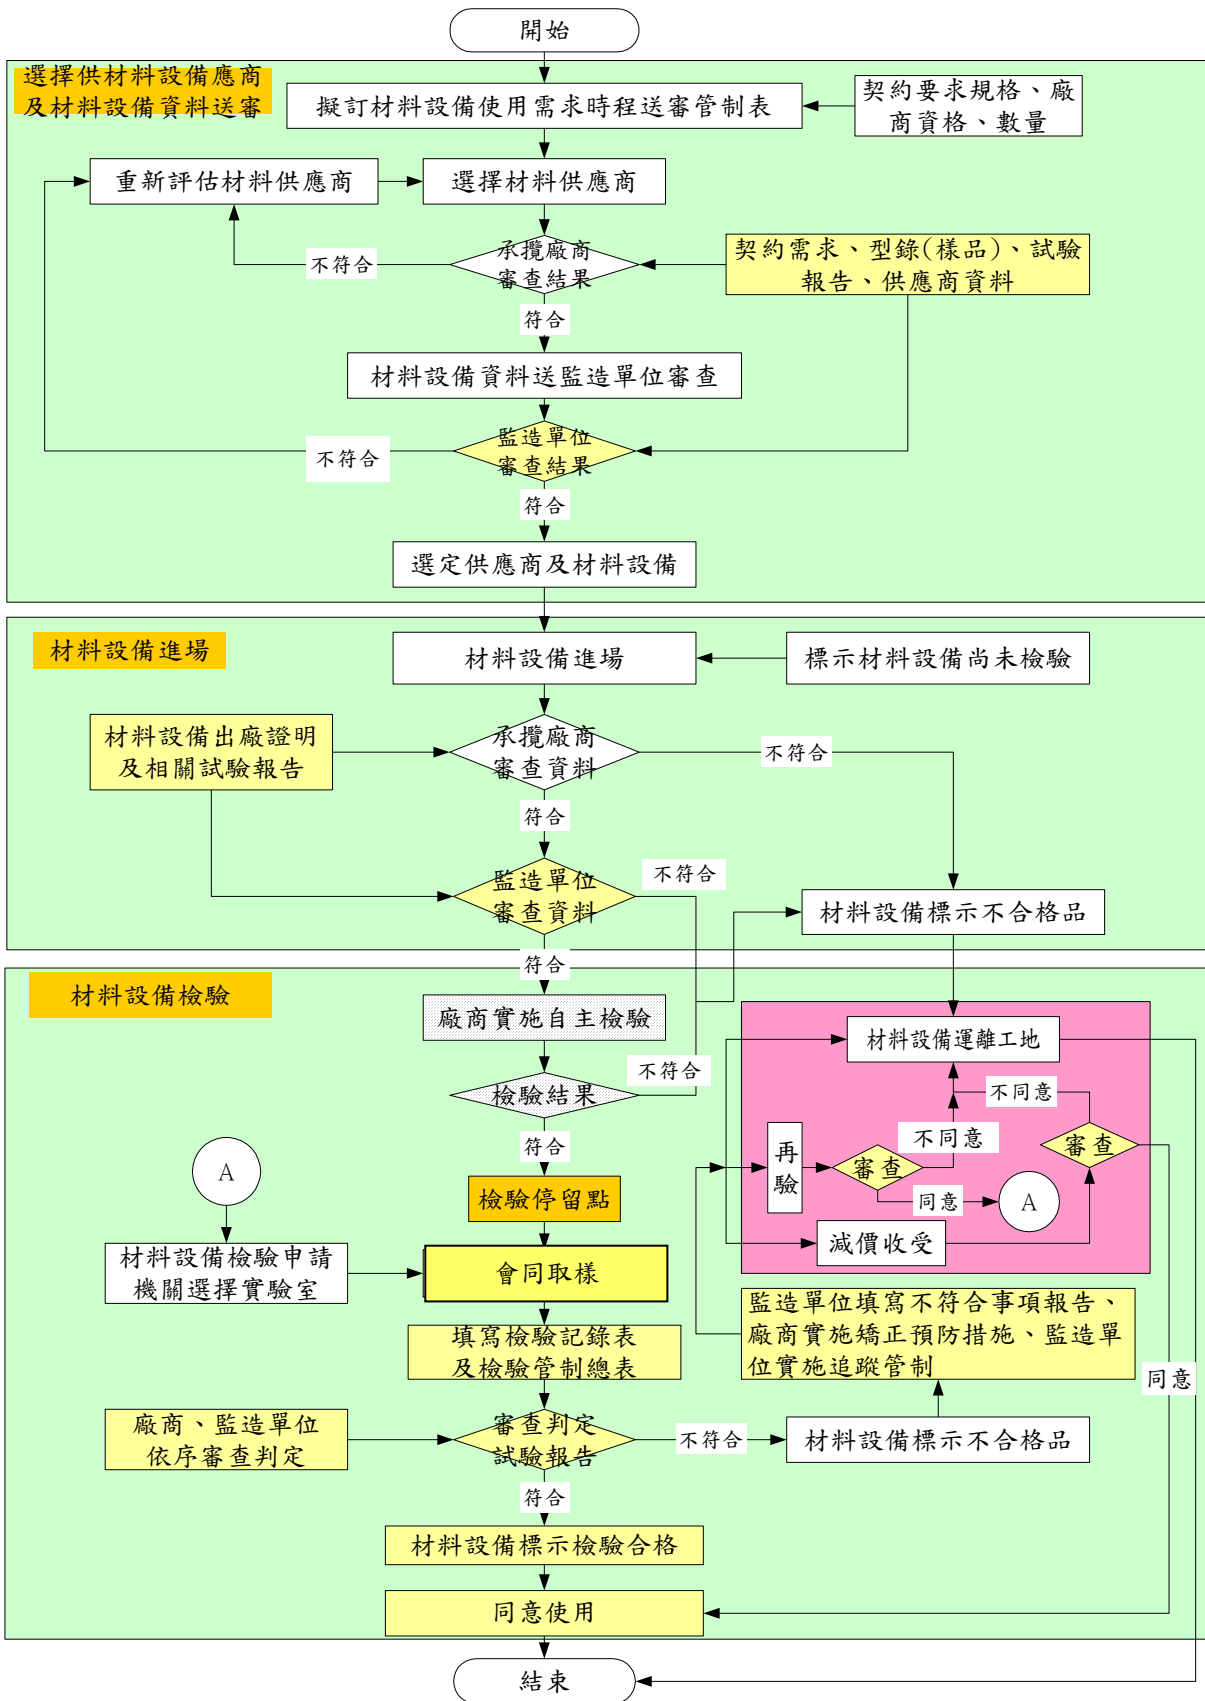 開始
選擇供材料設備應商
及材料設備資料送審
擬訂材料設備使用需求時程送審管制表
契約要求規格、廠
商資格、數量
重新評估材料供應商
選擇材料供應商
不符合
承攬廠商
審查結果
契約需求、型錄(樣品)、試驗
報告、供應商資料
符合
材料設備資料送監造單位審查
不符合
監造單位
審查結果
符合
選定供應商及材料設備
材料設備進場
材料設備進場
標示材料設備尚未檢驗
材料設備出廠證明
及相關試驗報告
承攬廠商
審查資料
不符合
符合
監造單位
審查資料
不符合
材料設備標示不合格品
符合
材料設備檢驗
廠商實施自主檢驗
材料設備運離工地
不符合
檢驗結果
不同意
不同意
符合
再
驗
審查
審查
A
同意
A
檢驗停留點
減價收受
材料設備檢驗申請
機關選擇實驗室
會同取樣
監造單位填寫不符合事項報告、
廠商實施矯正預防措施、監造單
位實施追蹤管制
填寫檢驗記錄表
及檢驗管制總表
同意
廠商、監造單位
依序審查判定
審查判定
試驗報告
不符合
材料設備標示不合格品
符合
材料設備標示檢驗合格
同意使用
結束